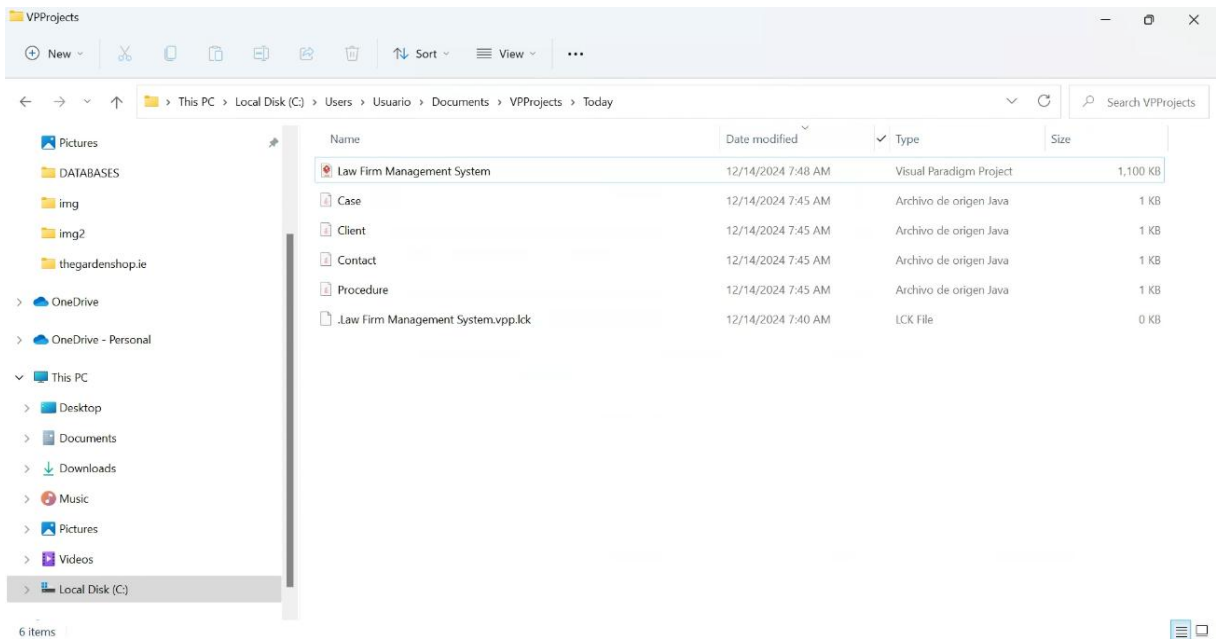 VPProjects
New Sort View ...
> This PC > Local Disk (C:) > Users > Usuario > Documents > VPProjects > Today Search VPProjects
Name Date modified Type Size
Pictures
DATABASES
img
img2
thegardenshop.ie
OneDrive
OneDrive - Personal
This PC
Desktop
Documents
Downloads
Music
Pictures
Videos
Local Disk (C:)
Law Firm Management System 12/14/2024 7:48 AM Visual Paradigm Project 1,100 KB
Case 12/14/2024 7:45 AM Archivo de origen Java 1 KB
Client 12/14/2024 7:45 AM Archivo de origen Java 1 KB
Contact 12/14/2024 7:45 AM Archivo de origen Java 1 KB
Procedure 12/14/2024 7:45 AM Archivo de origen Java 1 KB
.Law Firm Management System.vpp.lck 12/14/2024 7:40 AM LCK File 0 KB
6 items